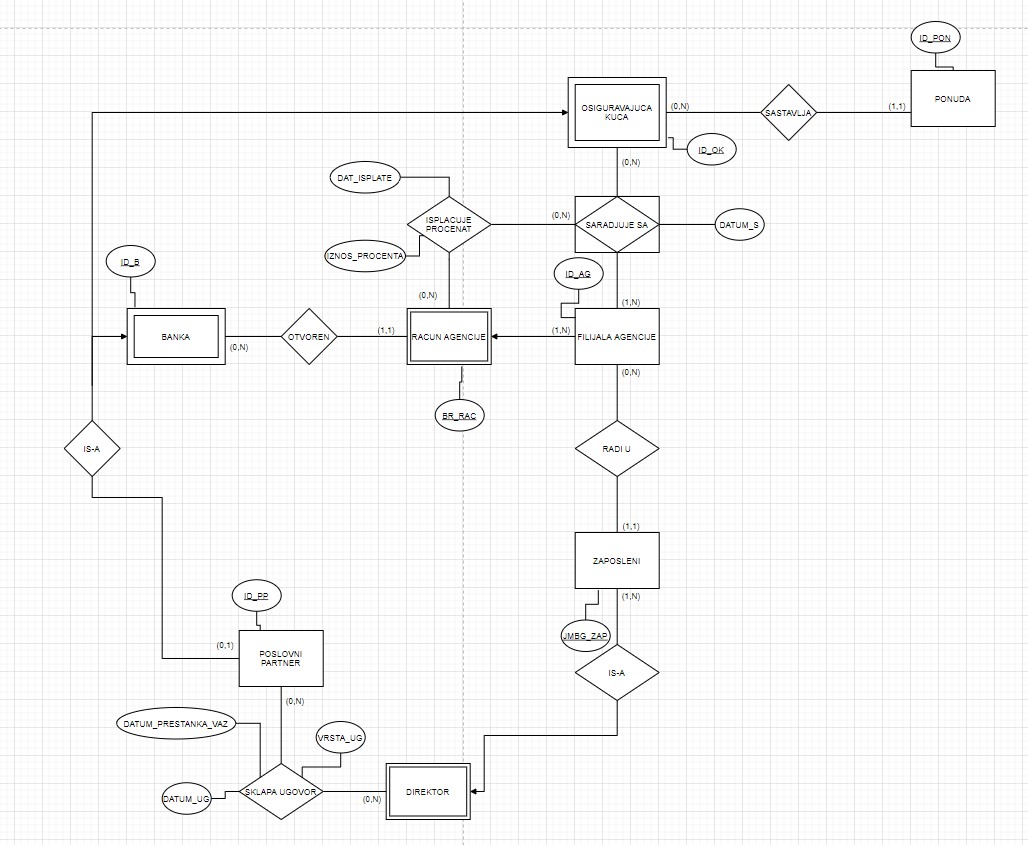 ID_PON
OSIGURAVAJUCA
KUCA
(0,N)
SASTAVLJA
(1,1)
PONUDA
ID_OK
(0,N)
DAT_ISPLATE
ISPLACUJE
PROCENAT
(0,N)
SARADJUJE SA
DATUM_S
IZNOS_PROCENTA
ID_B
ID_AG
(0,N)
(1,N)
BANKA
(0,N)
OTVOREN
(1,1)
RACUN AGENCIJE
(1,N)
FILIJALA AGENCIJE
(0,N)
BR_RAC
IS-A
RADI U
(1,1)
ZAPOSLENI
(1,N)
ID_PP
JMBG_ZAP
(0,1)
POSLOVNI
PARTNER
IS-A
(0,N)
DATUM_PRESTANKA_VAZ
VRSTA_UG
DATUM_UG
SKLAPA UGOVOR
(0,N)
DIREKTOR